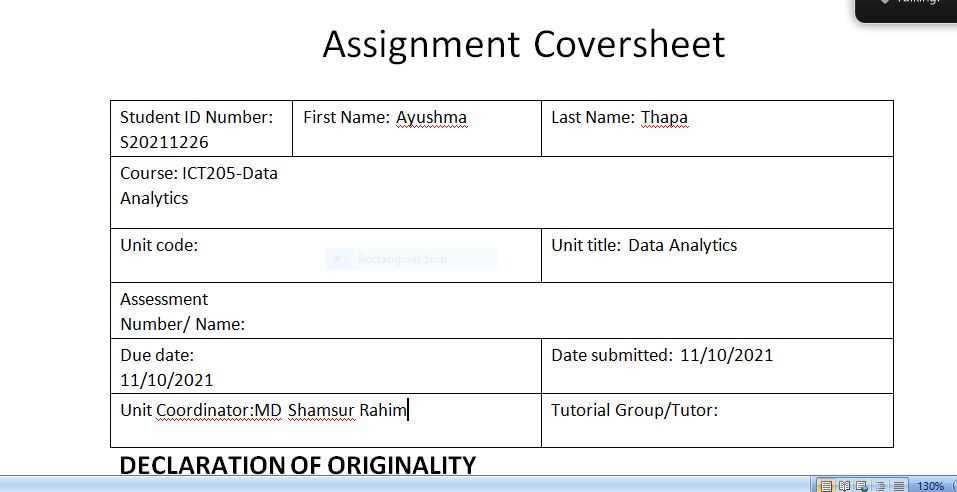 Talking:
Assignment Coversheet
Student ID Number:
S20211226
First Name: Ayushma
Last Name: Thapa
Course: ICT205-Data
Analytics
Unit code:
Unit title: Data Analytics
Rectangular Snip
Assessment
Number/ Name:
Due date:
11/10/2021
Date submitted: 11/10/2021
Unit Coordinator:MD Shamsur Rahim
Tutorial Group/Tutor:
DECLARATION OF ORIGINALITY
130%